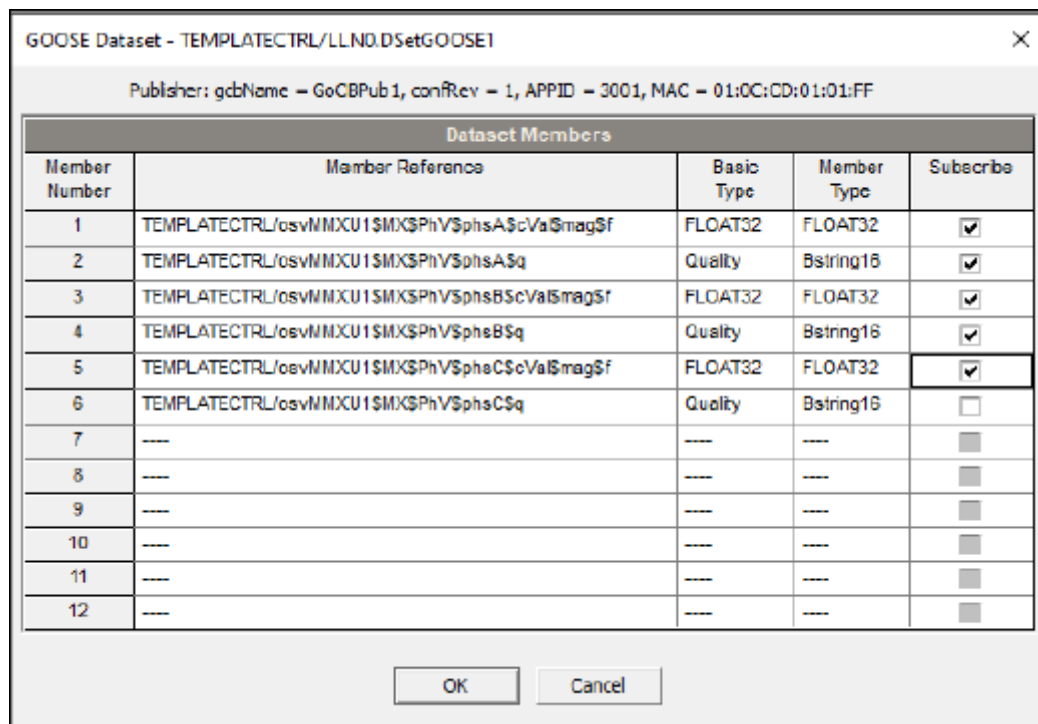 GOOSE Dataset - TEMPLATECTRL/LLN0.DSetGOOSE1
Publisher: gcbName = GoCBPub1, confRev = 1, APPID = 3001, MAC = 01:0C:CD:01:01:FF
Dataset Members
Member Number Member Reference Basic Type Member Type Subscribe
1 TEMPLATECTRL/osvMMXU1$MX$PhV$phsA$cVal$mag$f FLOAT32 FLOAT32
2 TEMPLATECTRL/osvMMXU1$MX$PhV$phsA$q Quality Bstring16
3 TEMPLATECTRL/osvMMXU1$MX$PhV$phsB$cVal$mag$f FLOAT32 FLOAT32
4 TEMPLATECTRL/osvMMXU1$MX$PhV$phsB$q Quality Bstring16
5 TEMPLATECTRL/osvMMXU1$MX$PhV$phsC$cVal$mag$f FLOAT32 FLOAT32
6 TEMPLATECTRL/osvMMXU1$MX$PhV$phsC$q Quality Bstring16
7 ---- ---- ----
8 ---- ---- ----
9 ---- ---- ----
10 ---- ---- ----
11 ---- ---- ----
12 ---- ---- ----
OK Cancel